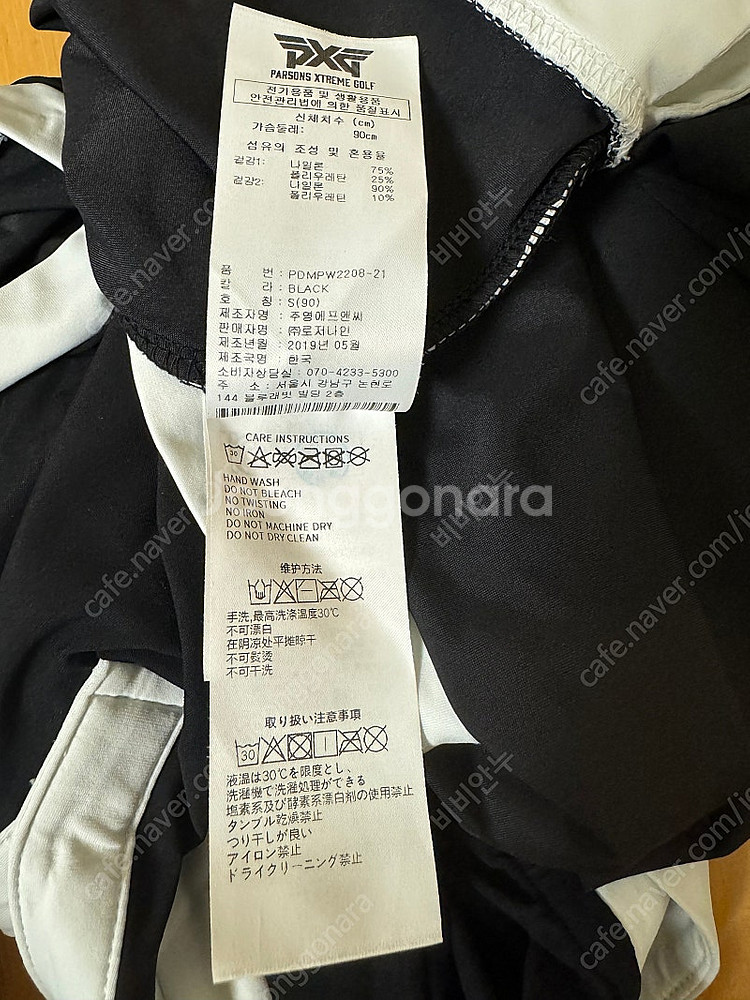 PXG
PARSONS XTREME GOLF
전기용품 및 생활용품
안전관리법에 의한 품질표시
신체치수 (cm)
가슴둘레: 90cm
섬유의 조성 및 혼용율
겉감1: 나일론 75%
폴리우레탄 25%
겉감2: 나일론 90%
폴리우레탄 10%
품 번 : PDMPW2208-21
칼 라 : BLACK
호 칭 : S(90)
제조자명 : 주영에프엔씨
판매자명 : ㈜로저나인
제조년월 : 2019년 05월
제조국명 : 한국
소비자상담실 : 070-4233-5300
주 소 : 서울시 강남구 논현로
144 블루래빗 빌딩 2층
CARE INSTRUCTIONS
30
HAND WASH
DO NOT BLEACH
NO TWISTING
NO IRON
DO NOT MACHINE DRY
DO NOT DRY CLEAN
维护方法
手洗,最高洗涤温度30℃
不可漂白
在阴凉处平摊晾干
不可熨烫
不可干洗
取り扱い注意事項
30
液温は30℃を限度とし、
洗濯機で洗濯処理ができる
塩素系及び酵素系漂白剤の使用禁止
タンブル乾燥禁止
つり干しが良い
アイロン禁止
ドライクリーニング禁止
joonggonara
cafe.naver.com/jo
비비안누